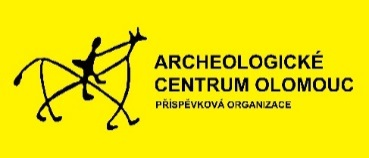 ARCHEOLOGICKÉ
CENTRUM OLOMOUC
PŘÍSPĚVKOVÁ ORGANIZACE